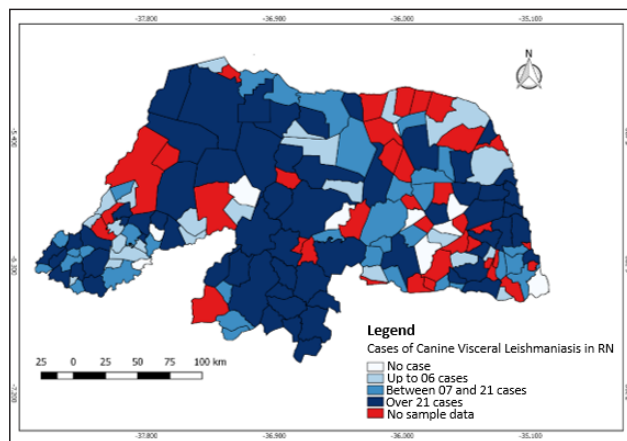 -37.800 -36.900 -36.000 -35.100
N
-5.400
-6.300
-7.200
Legend
Cases of Canine Visceral Leishmaniasis in RN
No case
Up to 06 cases
Between 07 and 21 cases
Over 21 cases
No sample data
25 0 25 50 75 100 km
-37.800 -36.900 -36.000 -35.100